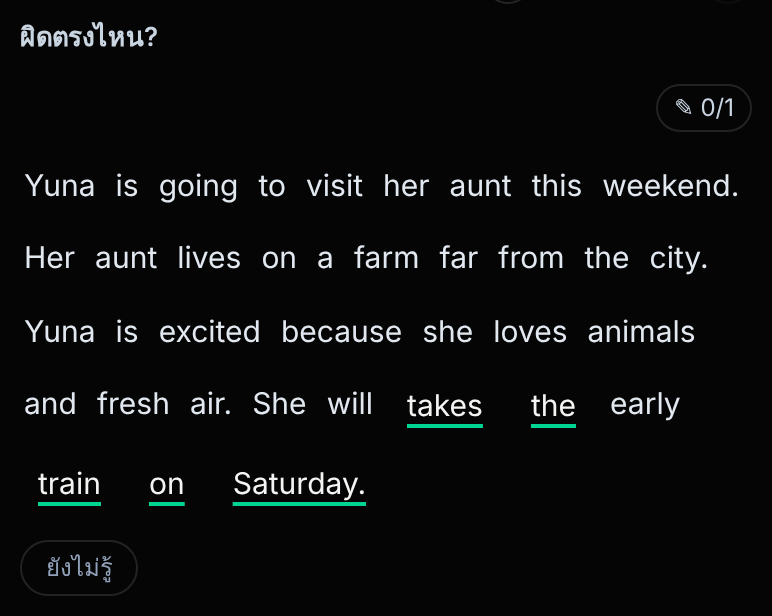 ผิดตรงไหน?
✎ 0/1
Yuna is going to visit her aunt this weekend.
Her aunt lives on a farm far from the city.
Yuna is excited because she loves animals
and fresh air. She will takes the early
train on Saturday.
ยังไม่รู้